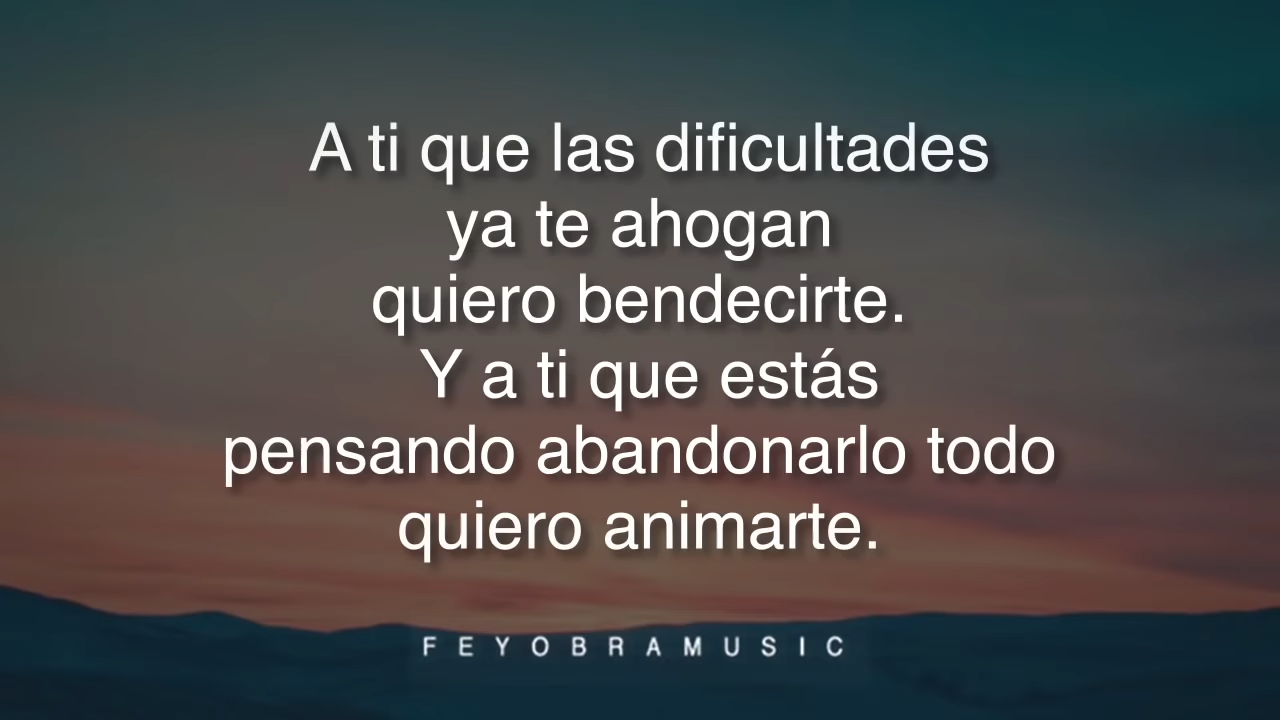 A ti que las dificultades
ya te ahogan
quiero bendecirte.
Y a ti que estás
pensando abandonarlo todo
quiero animarte.
FEYOBRAMUSIC